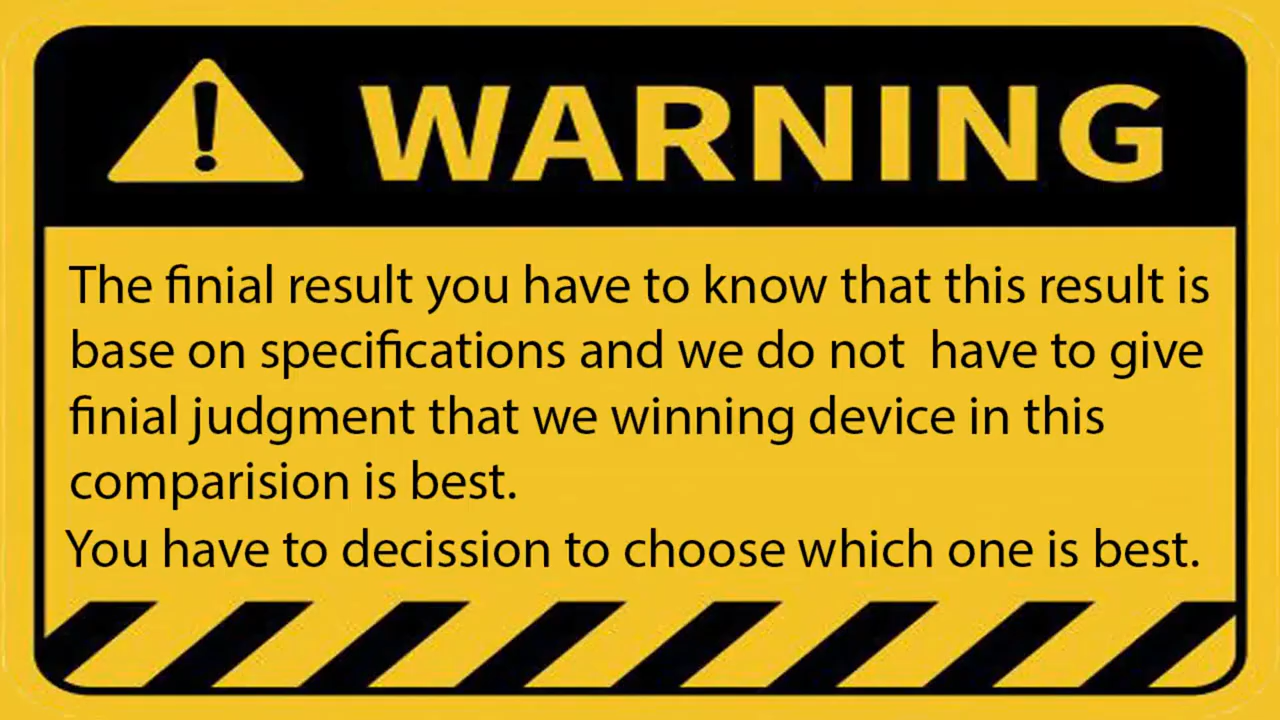 WARNING
The finial result you have to know that this result is
base on specifications and we do not  have to give
finial judgment that we winning device in this
comparision is best.
You have to decission to choose which one is best.